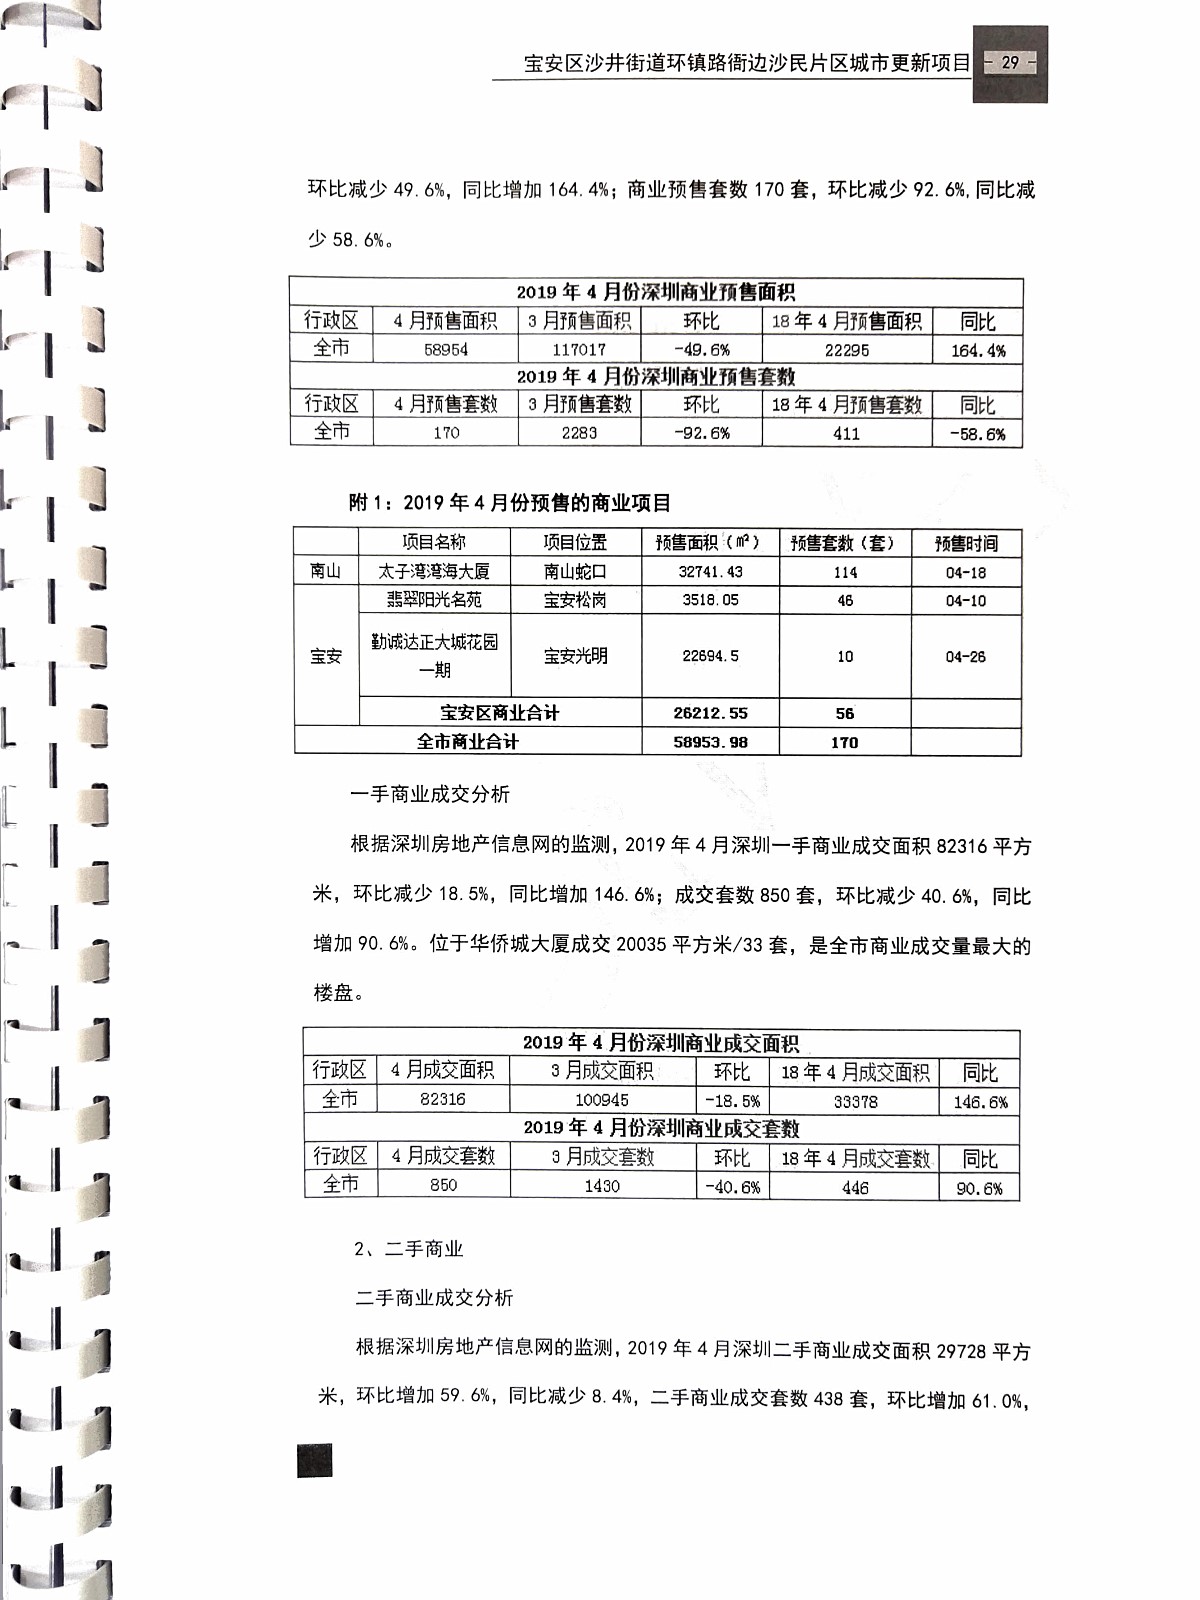 宝安区沙井街道环镇路衙边沙民片区城市更新项目 - 29 -
环比减少 49.6%，同比增加 164.4%；商业预售套数 170 套，环比减少 92.6%,同比减
少 58.6%。
2019 年 4 月份深圳商业预售面积
行政区 4 月预售面积 3 月预售面积 环比 18 年 4 月预售面积 同比
全市 58954 117017 -49.6% 22295 164.4%
2019 年 4 月份深圳商业预售套数
行政区 4 月预售套数 3 月预售套数 环比 18 年 4 月预售套数 同比
全市 170 2283 -92.6% 411 -58.6%
附 1：2019 年 4 月份预售的商业项目
项目名称 项目位置 预售面积（㎡） 预售套数（套） 预售时间
南山 太子湾湾海大厦 南山蛇口 32741.43 114 04-18
翡翠阳光名苑 宝安松岗 3518.05 46 04-10
宝安 勤诚达正大城花园 宝安光明 22694.5 10 04-26
一期
宝安区商业合计 26212.55 56
全市商业合计 58953.98 170
一手商业成交分析
根据深圳房地产信息网的监测，2019 年 4 月深圳一手商业成交面积 82316 平方
米，环比减少 18.5%，同比增加 146.6%；成交套数 850 套，环比减少 40.6%，同比
增加 90.6%。位于华侨城大厦成交 20035 平方米/33 套，是全市商业成交量最大的
楼盘。
2019 年 4 月份深圳商业成交面积
行政区 4 月成交面积 3 月成交面积 环比 18 年 4 月成交面积 同比
全市 82316 100945 -18.5% 33378 146.6%
2019 年 4 月份深圳商业成交套数
行政区 4 月成交套数 3 月成交套数 环比 18 年 4 月成交套数 同比
全市 850 1430 -40.6% 446 90.6%
2、二手商业
二手商业成交分析
根据深圳房地产信息网的监测，2019 年 4 月深圳二手商业成交面积 29728 平方
米，环比增加 59.6%，同比减少 8.4%，二手商业成交套数 438 套，环比增加 61.0%，